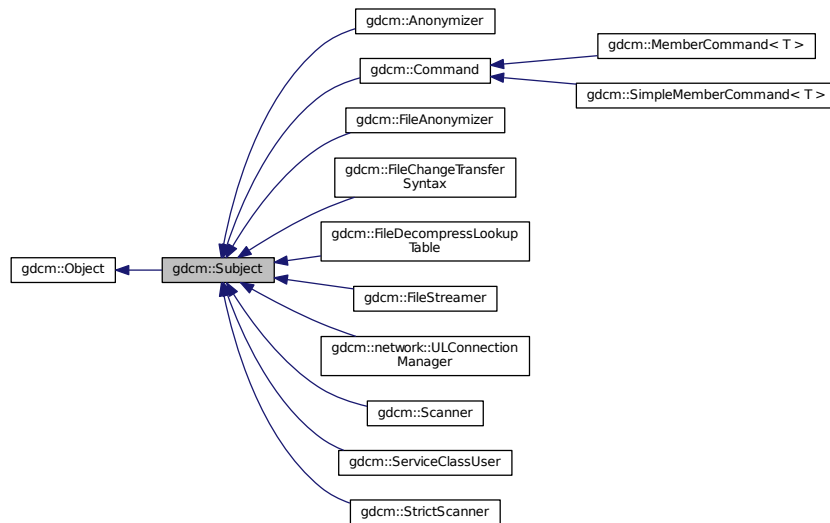 gdcm::Anonymizer
gdcm::MemberCommand< T >
gdcm::Command
gdcm::SimpleMemberCommand< T >
gdcm::FileAnonymizer
gdcm::FileChangeTransfer
Syntax
gdcm::FileDecompressLookup
Table
gdcm::Object
gdcm::Subject
gdcm::FileStreamer
gdcm::network::ULConnection
Manager
gdcm::Scanner
gdcm::ServiceClassUser
gdcm::StrictScanner